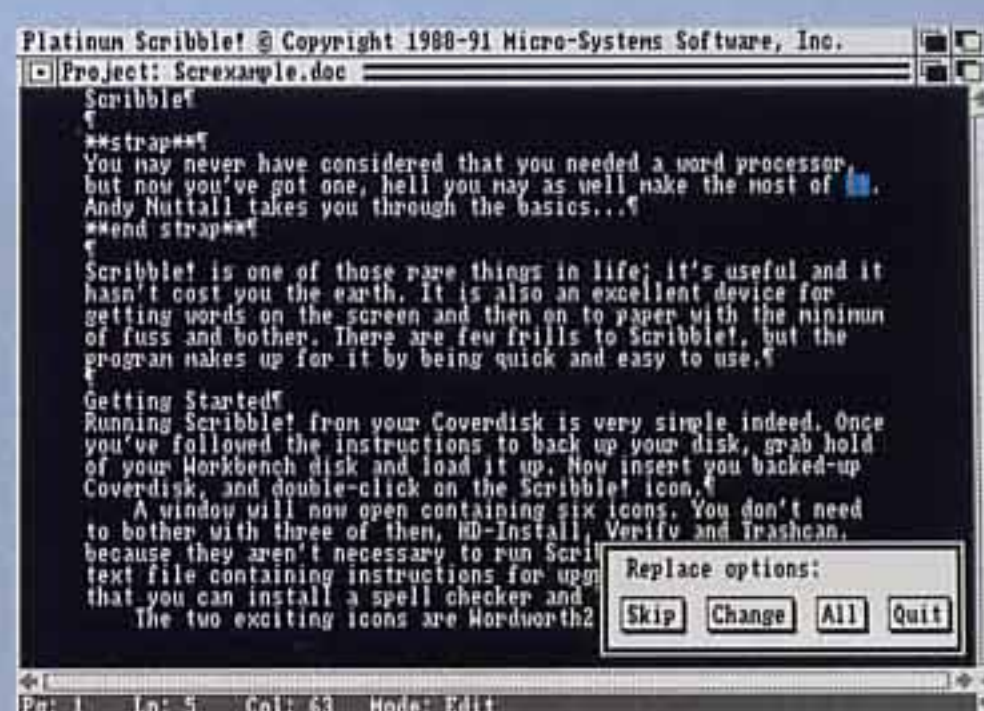 Platinum Scribble! © Copyright 1988-91 Micro-Systems Software, Inc.
Project: Screxample.doc
Scribble¶
¶
**strap**¶
You may never have considered that you needed a word processor,
but now you've got one, hell you may as well make the most of it.
Andy Nuttall takes you through the basics...¶
**end strap**¶
¶
Scribble! is one of those rare things in life; it's useful and it
hasn't cost you the earth. It is also an excellent device for
getting words on the screen and then on to paper with the minimum
of fuss and bother. There are few frills to Scribble!, but the
program makes up for it by being quick and easy to use.¶
¶
Getting Started¶
Running Scribble! from your Coverdisk is very simple indeed. Once
you've followed the instructions to back up your disk, grab hold
of your Workbench disk and load it up. Now insert you backed-up
Coverdisk, and double-click on the Scribble! icon.¶
A window will now open containing six icons. You don't need
to bother with three of them, HD-Install, Verify and Trashcan,
because they aren't necessary to run Scri
text file containing instructions for upgr
that you can install a spell checker and
The two exciting icons are Wordworth2
Replace options:
Skip Change All Quit
Pg: 1 Ln: 5 Col: 63 Mode: Edit